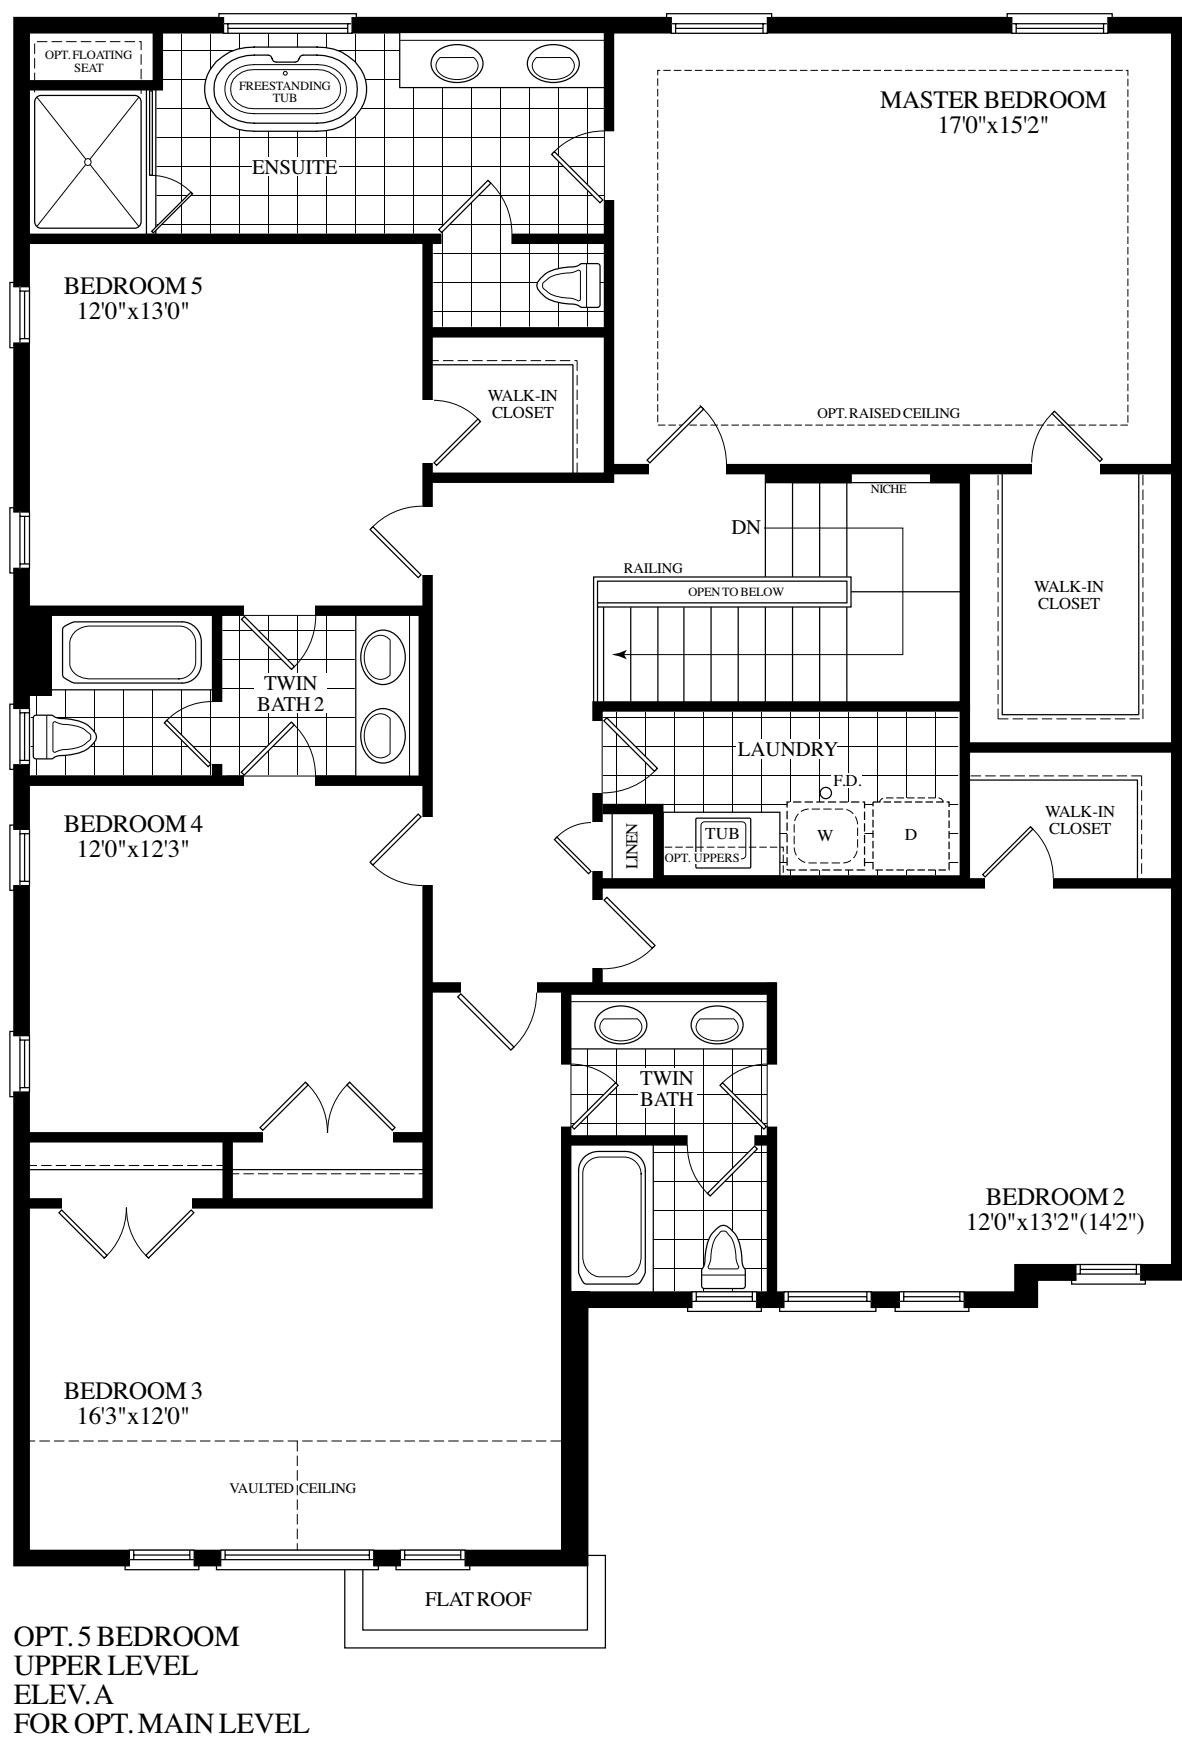 OPT. FLOATING
SEAT
FREESTANDING
TUB
ENSUITE
MASTER BEDROOM
17'0"x15'2"
BEDROOM 5
12'0"x13'0"
WALK-IN
CLOSET
OPT. RAISED CEILING
NICHE
DN
RAILING
OPEN TO BELOW
WALK-IN
CLOSET
TWIN
BATH 2
LAUNDRY
F.D.
BEDROOM 4
12'0"x12'3"
LINEN
TUB
OPT. UPPERS
W
D
WALK-IN
CLOSET
TWIN
BATH
BEDROOM 2
12'0"x13'2"(14'2")
BEDROOM 3
16'3"x12'0"
VAULTED CEILING
FLAT ROOF
OPT. 5 BEDROOM
UPPER LEVEL
ELEV. A
FOR OPT. MAIN LEVEL